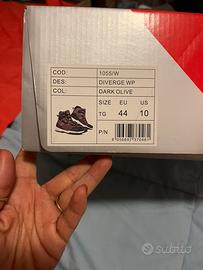 COD: 1055/W
DES: DIVERGE WP
COL: DARK OLIVE
SIZE EU US
TG 44 10
P/N
subito